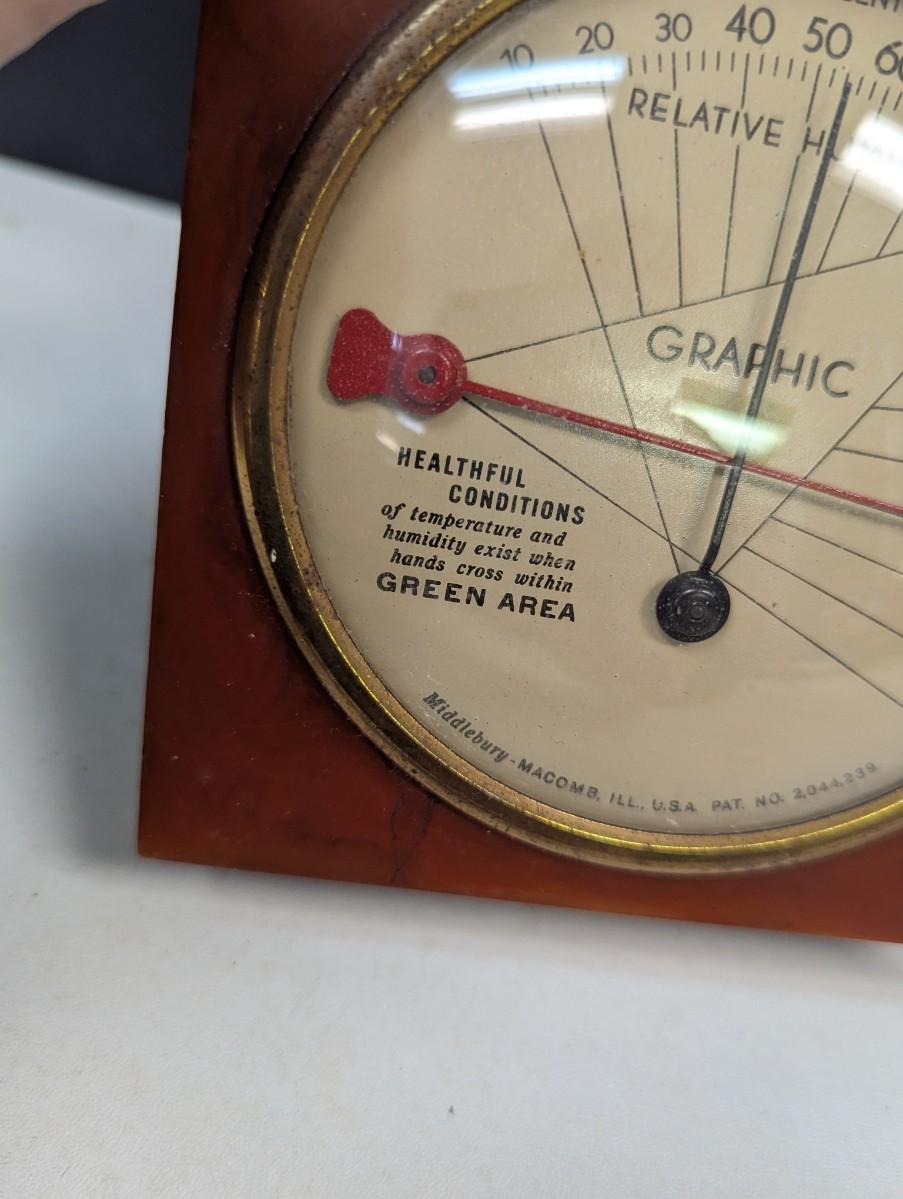 10 20 30 40 50
RELATIVE
GRAPHIC
HEALTHFUL
CONDITIONS
of temperature and
humidity exist when
hands cross within
GREEN AREA
Middlebury - MACOMB, ILL., U.S.A. PAT. NO. 2,044,239